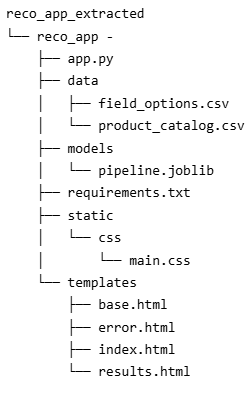 reco_app_extracted
└── reco_app -
    ├── app.py
    ├── data
    │   ├── field_options.csv
    │   └── product_catalog.csv
    ├── models
    │   └── pipeline.joblib
    ├── requirements.txt
    ├── static
    │   └── css
    │       └── main.css
    └── templates
        ├── base.html
        ├── error.html
        ├── index.html
        └── results.html